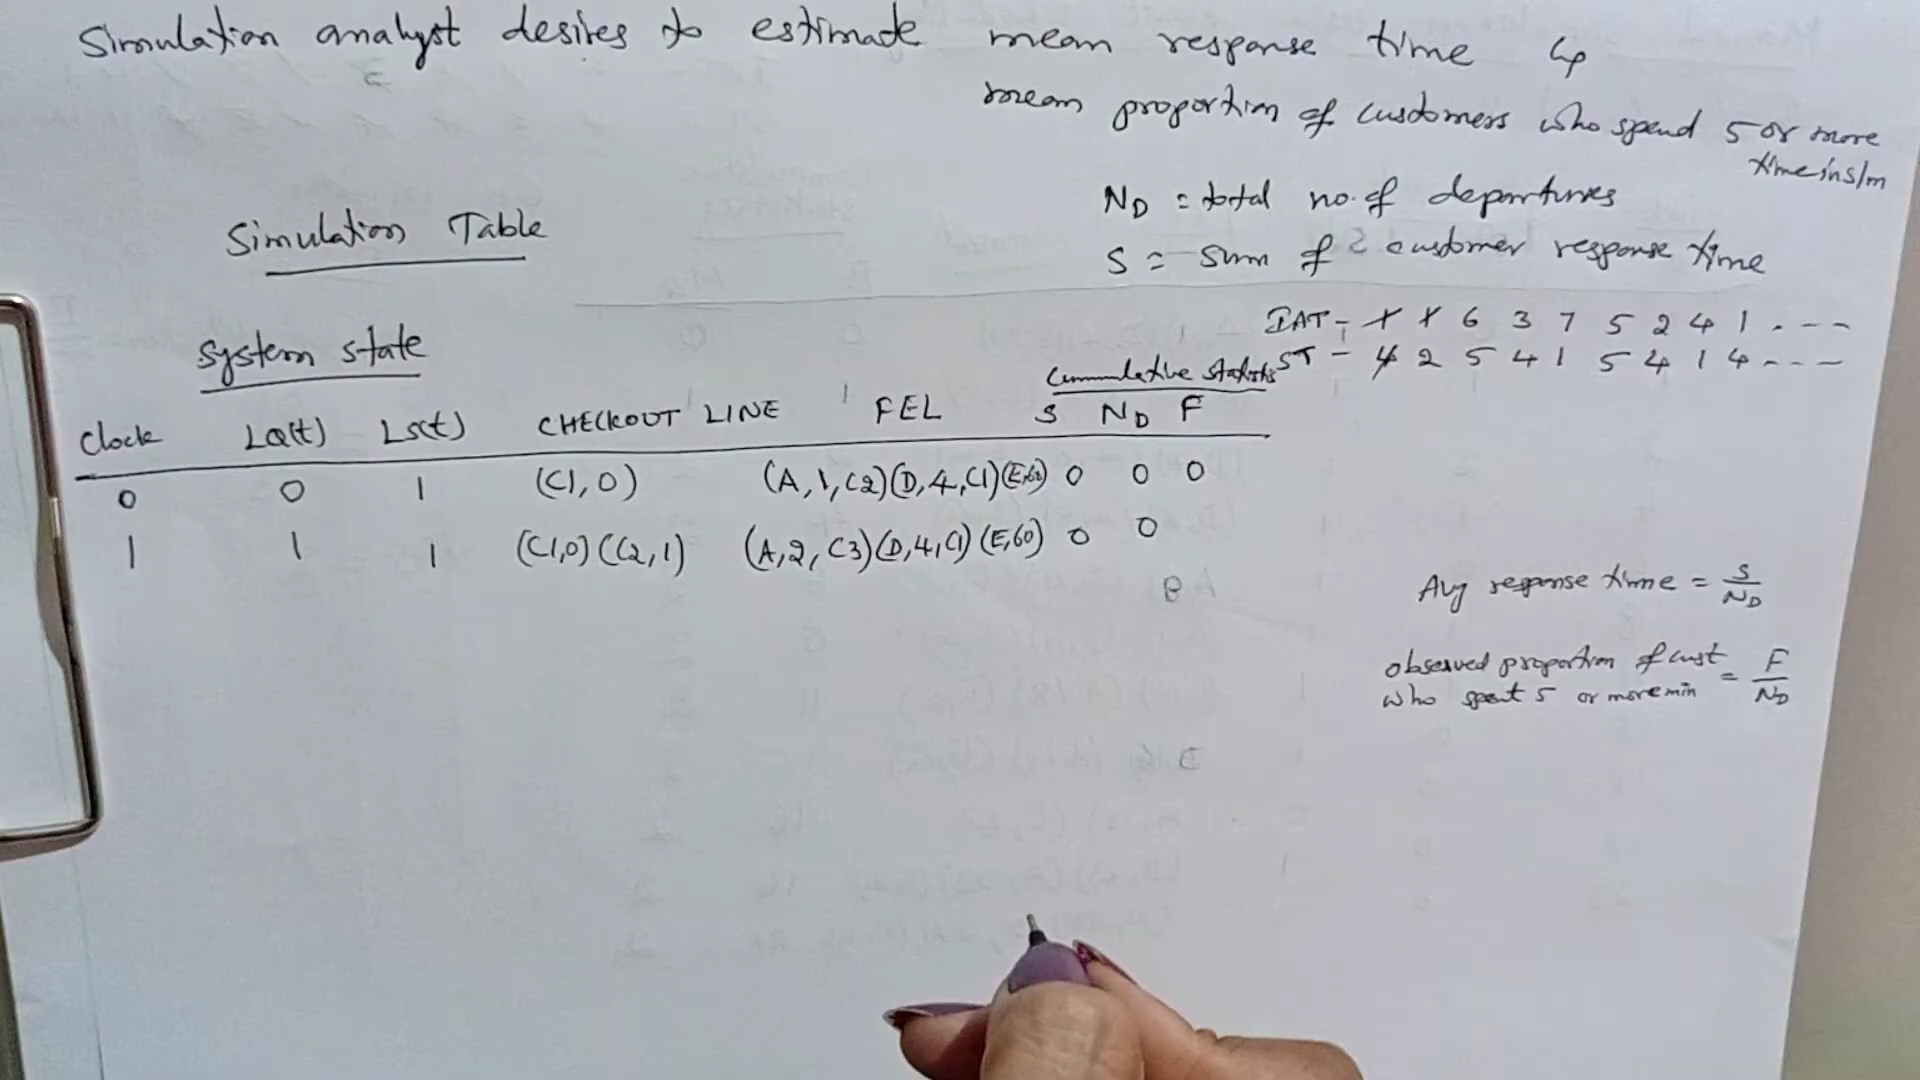 Simulation analyst desires to estimate mean response time &
mean proportion of customers who spend 5 or more
time in s/m
ND = total no. of departures
S = sum of customer response time
Simulation Table
IAT - 1 1 6 3 7 5 2 4 1 . - - -
ST - 4 2 5 4 1 5 4 1 4 - - - -
System state
Cummulative
Clock LQ(t) LS(t) CHECKOUT LINE FEL S ND F
0 0 1 (C1,0) (A,1,C2)(D,4,C1)(E,60) 0 0 0
1 1 1 (C1,0)(C2,1) (A,2,C3)(D,4,C1)(E,60) 0 0
Avg response time = S/ND
observed proportion of cust
who spent 5 or more min = F/ND